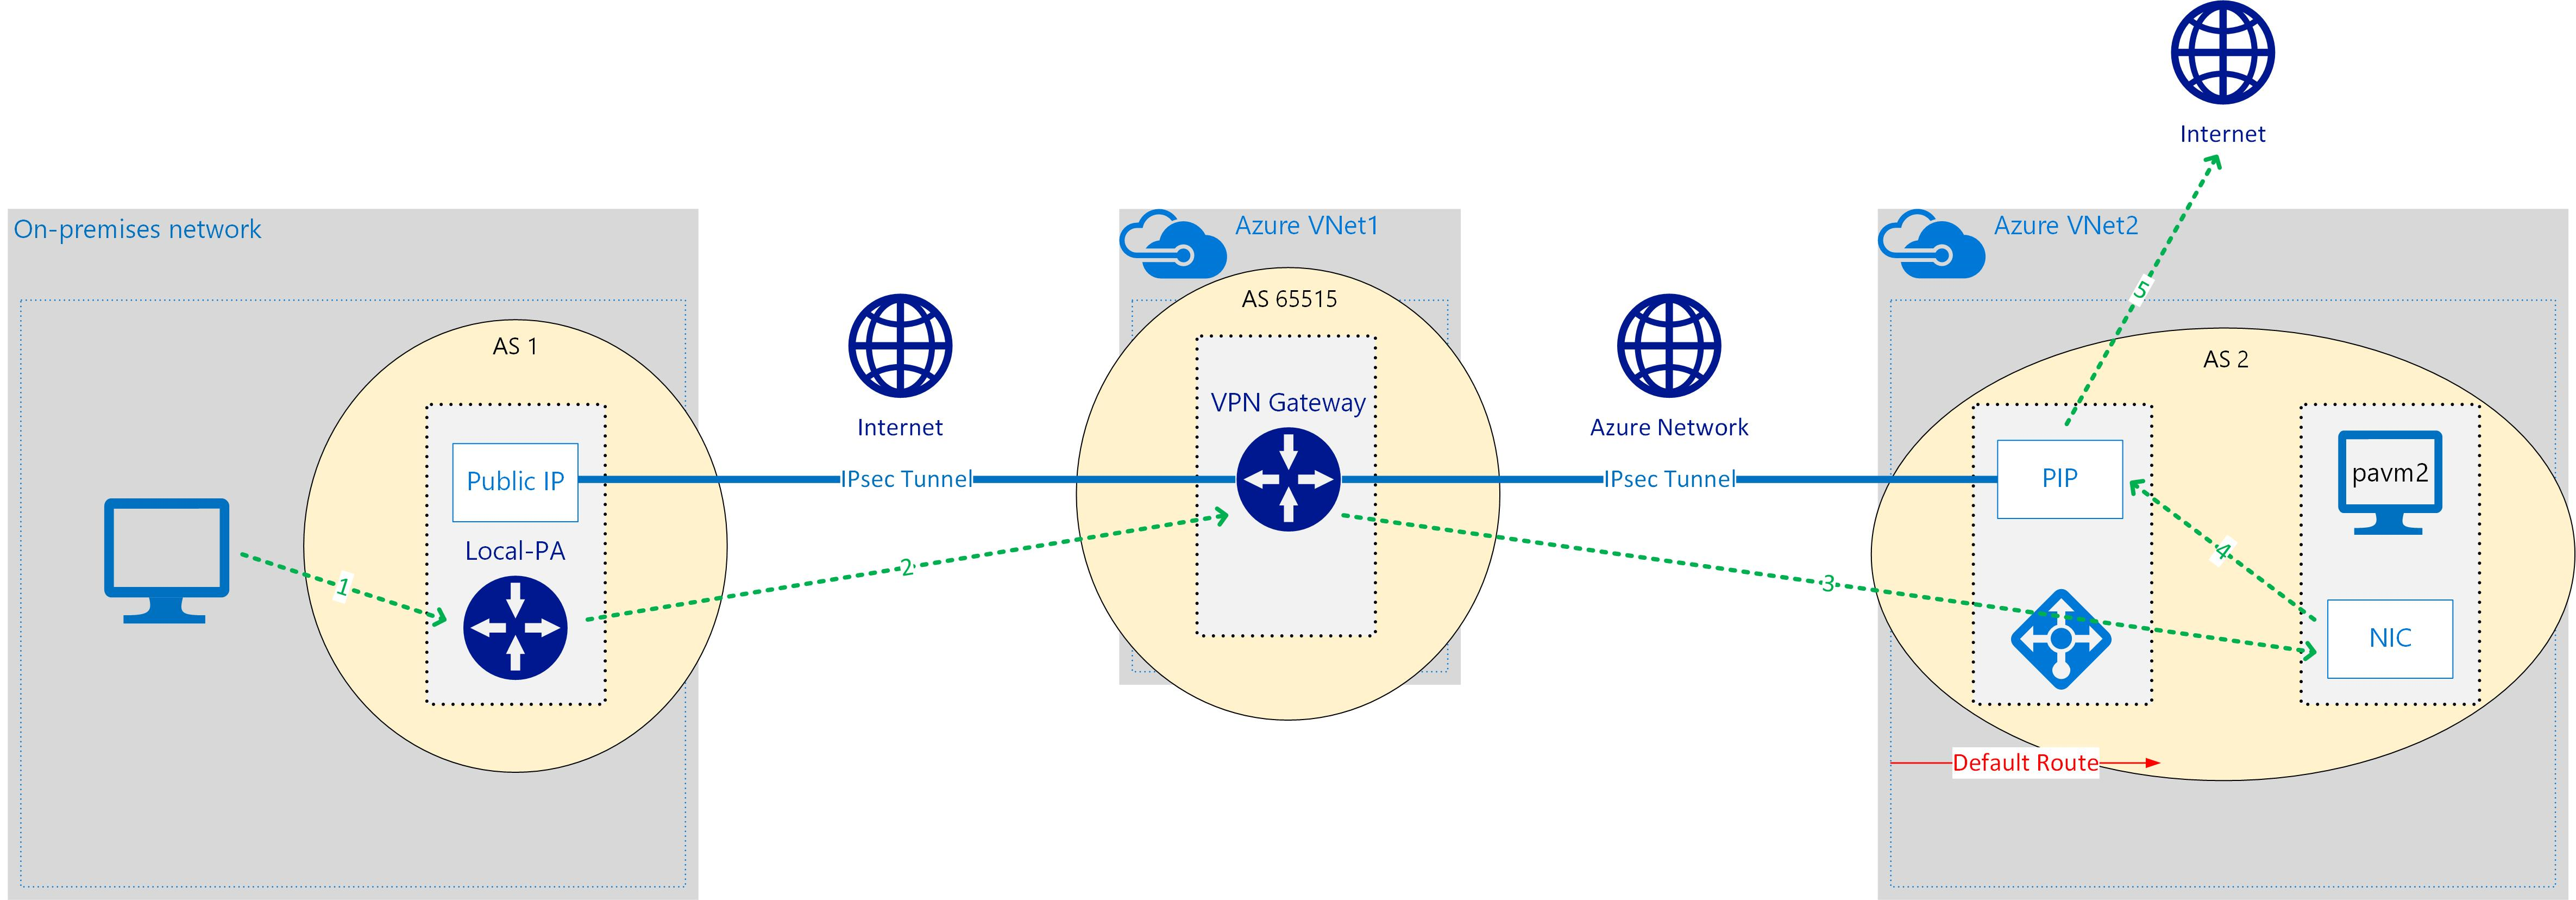 Internet
On-premises network
Azure VNet1
Azure VNet2
5
AS 65515
AS 1
AS 2
VPN Gateway
Internet
Azure Network
Public IP
IPsec Tunnel
IPsec Tunnel
PIP
pavm2
Local-PA
1
2
3
4
NIC
Default Route